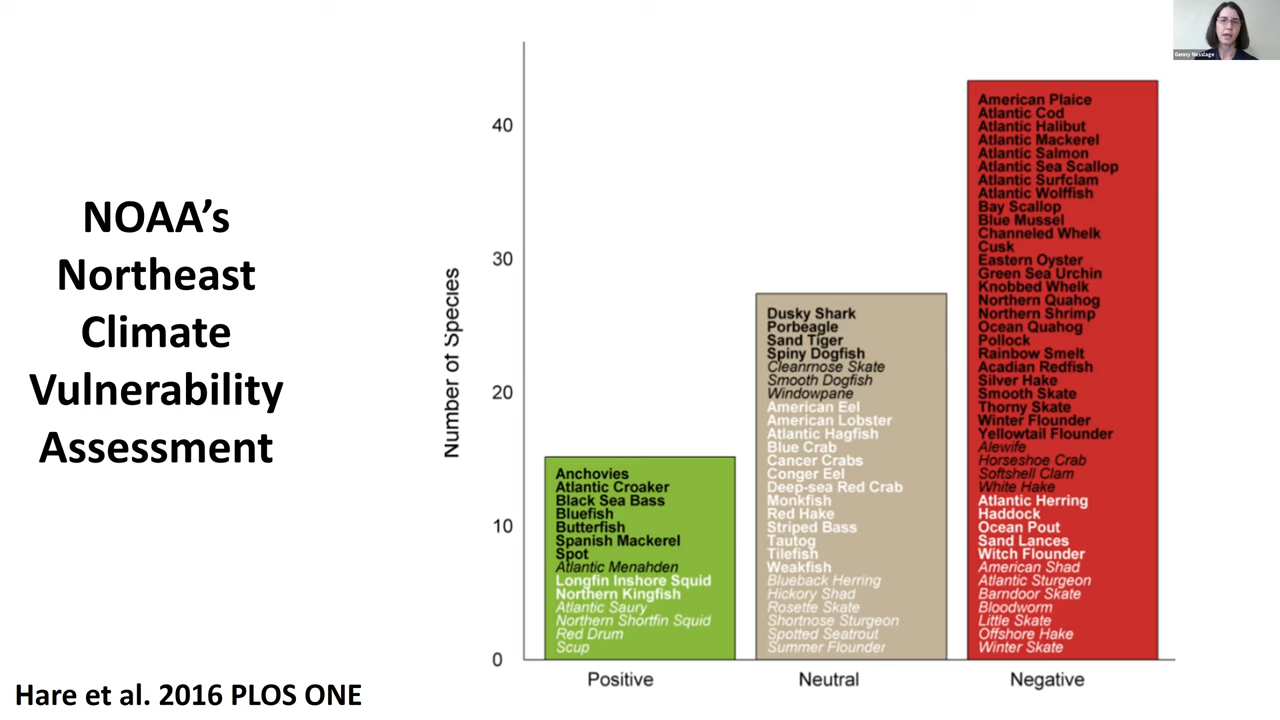 NOAA’s
Northeast
Climate
Vulnerability
Assessment
Hare et al. 2016 PLOS ONE
Number of Species
40
30
20
10
0
Anchovies
Atlantic Croaker
Black Sea Bass
Bluefish
Butterfish
Spanish Mackerel
Spot
Atlantic Menahden
Longfin Inshore Squid
Northern Kingfish
Atlantic Saury
Northern Shortfin Squid
Red Drum
Scup
Positive
Dusky Shark
Porbeagle
Sand Tiger
Spiny Dogfish
Clearnose Skate
Smooth Dogfish
Windowpane
American Eel
American Lobster
Atlantic Hagfish
Blue Crab
Cancer Crabs
Conger Eel
Deep-sea Red Crab
Monkfish
Red Hake
Striped Bass
Tautog
Tilefish
Weakfish
Blueback Herring
Hickory Shad
Rosette Skate
Shortnose Sturgeon
Spotted Seatrout
Summer Flounder
Neutral
American Plaice
Atlantic Cod
Atlantic Halibut
Atlantic Mackerel
Atlantic Salmon
Atlantic Sea Scallop
Atlantic Surfclam
Atlantic Wolffish
Bay Scallop
Blue Mussel
Channeled Whelk
Cusk
Eastern Oyster
Green Sea Urchin
Knobbed Whelk
Northern Quahog
Northern Shrimp
Ocean Quahog
Pollock
Rainbow Smelt
Acadian Redfish
Silver Hake
Smooth Skate
Thorny Skate
Winter Flounder
Yellowtail Flounder
Alewife
Horseshoe Crab
Softshell Clam
White Hake
Atlantic Herring
Haddock
Ocean Pout
Sand Lances
Witch Flounder
American Shad
Atlantic Sturgeon
Barndoor Skate
Bloodworm
Little Skate
Offshore Hake
Winter Skate
Negative
Genny Nesslage